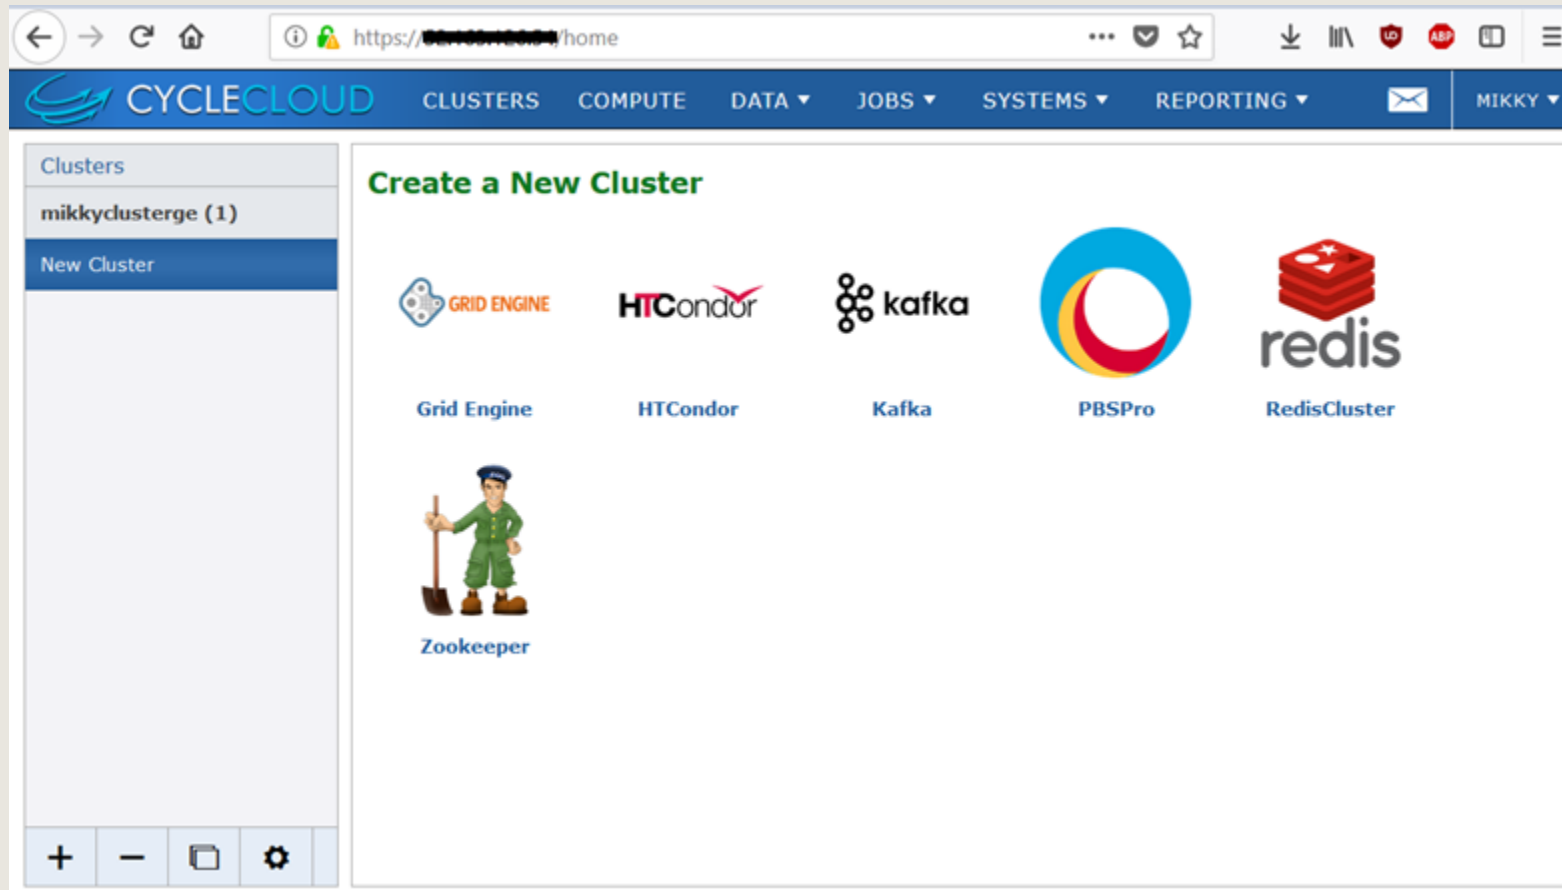 https:// /home
CYCLECLOUD CLUSTERS COMPUTE DATA JOBS SYSTEMS REPORTING MIKKY
Clusters
mikkyclusterge (1)
New Cluster
Create a New Cluster
GRID ENGINE HTCondor kafka redis
Grid Engine HTCondor Kafka PBSPro RedisCluster
Zookeeper